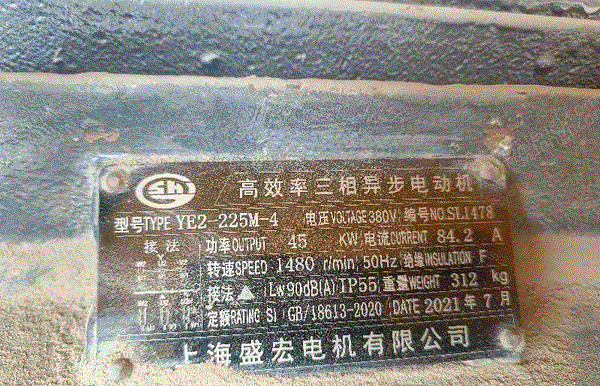 SH 高效率三相异步电动机
型号TYPE YE2-225M-4 电压VOLTAGE 380V 编号NO.SL1478
接法 功率OUTPUT 45 KW 电流CURRENT 84.2 A
转速SPEED 1480 r/min 50Hz 绝缘INSULATION F
接法 △ Lw90dB(A) IP55 重量WEIGHT 312 kg
定额RATING S1 GB/18613-2020 DATE 2021年7月
上海盛宏电机有限公司